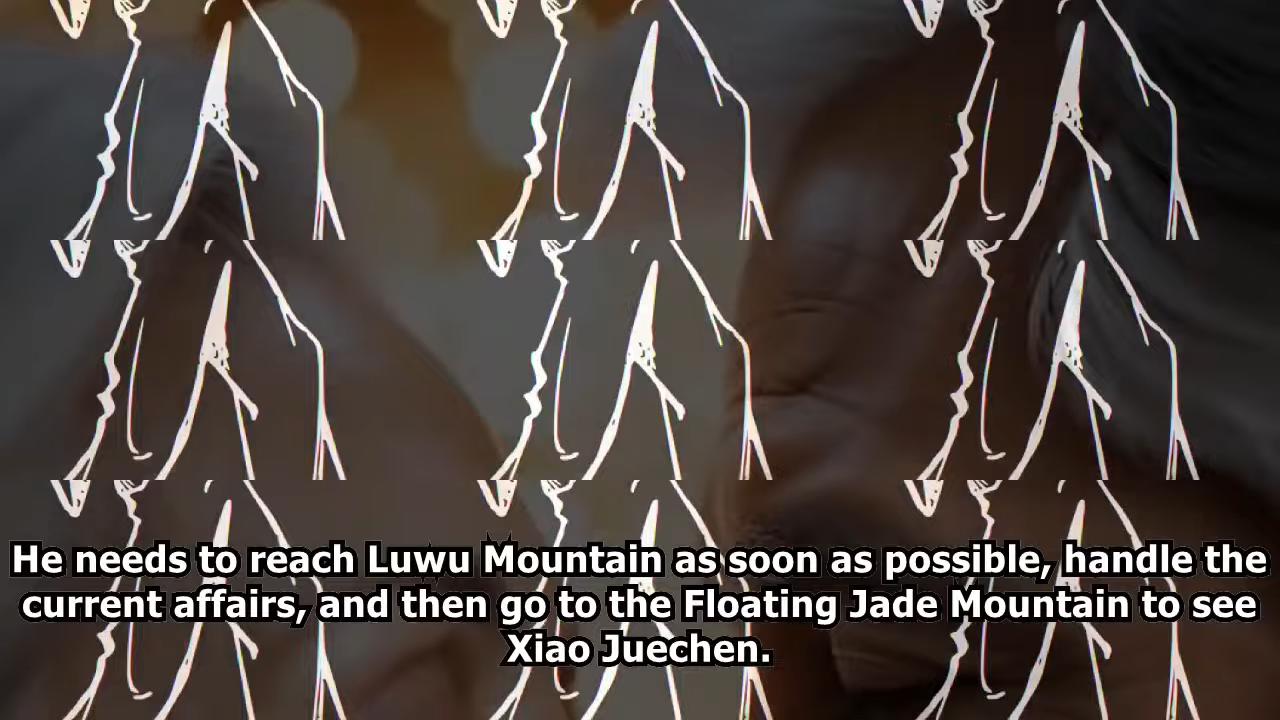 He needs to reach Luwu Mountain as soon as possible, handle the
current affairs, and then go to the Floating Jade Mountain to see
Xiao Juechen.